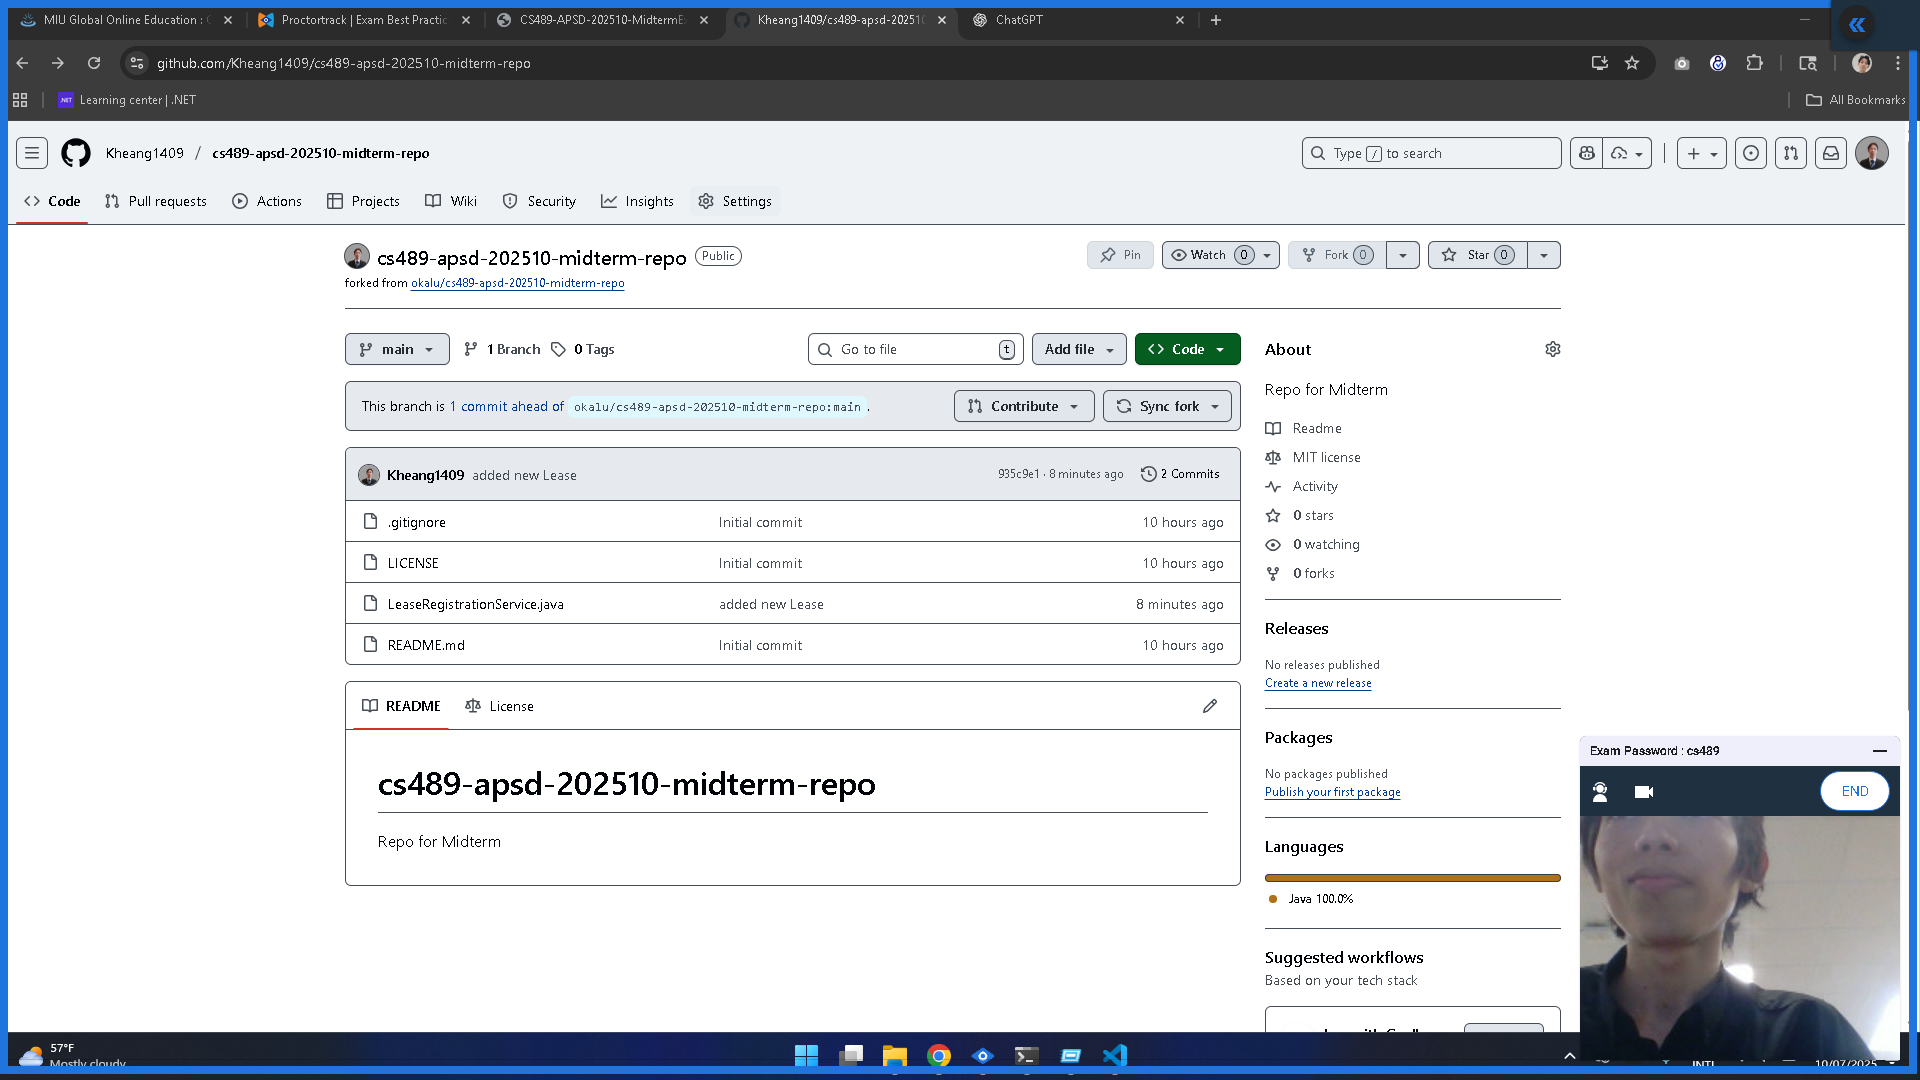 MIU Global Online Education :
Proctortrack | Exam Best Practic
CS489-APSD-202510-MidtermE
Kheang1409/cs489-apsd-20251
ChatGPT
github.com/Kheang1409/cs489-apsd-202510-midterm-repo
Learning center | .NET
All Bookmarks
Kheang1409 / cs489-apsd-202510-midterm-repo
Type / to search
Code
Pull requests
Actions
Projects
Wiki
Security
Insights
Settings
cs489-apsd-202510-midterm-repo Public
forked from okalu/cs489-apsd-202510-midterm-repo
Pin
Watch 0
Fork 0
Star 0
main
1 Branch
0 Tags
Go to file t
Add file
Code
This branch is 1 commit ahead of okalu/cs489-apsd-202510-midterm-repo:main .
Contribute
Sync fork
Kheang1409 added new Lease 935c9e1 · 8 minutes ago 2 Commits
.gitignore Initial commit 10 hours ago
LICENSE Initial commit 10 hours ago
LeaseRegistrationService.java added new Lease 8 minutes ago
README.md Initial commit 10 hours ago
README
License
cs489-apsd-202510-midterm-repo
Repo for Midterm
About
Repo for Midterm
Readme
MIT license
Activity
0 stars
0 watching
0 forks
Releases
No releases published
Create a new release
Packages
No packages published
Publish your first package
Languages
Java 100.0%
Suggested workflows
Based on your tech stack
Exam Password : cs489
END
57°F
Mostly cloudy
INTL
10/07/2025